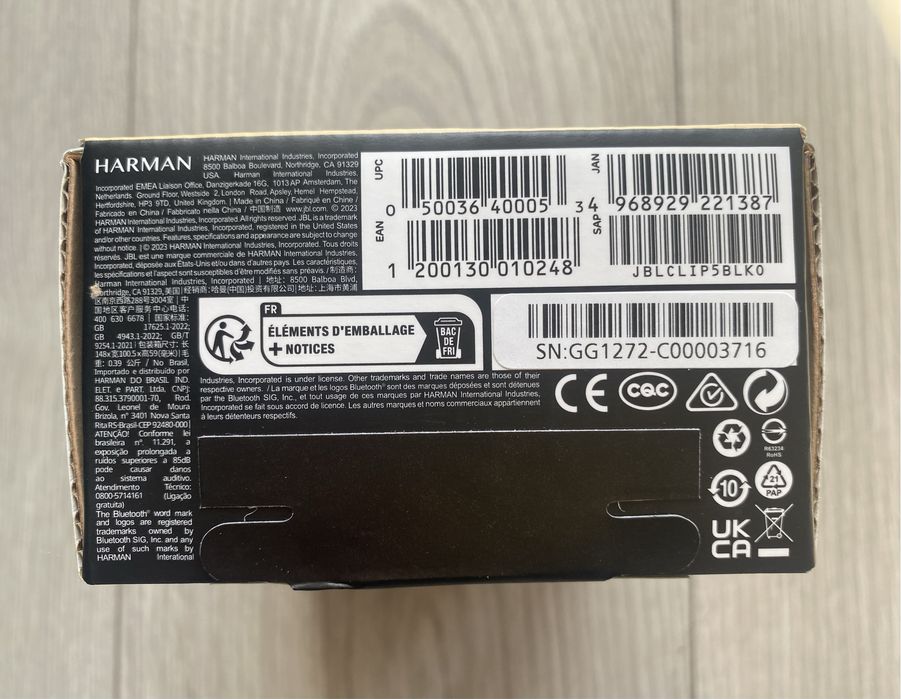 HARMAN
HARMAN International Industries, Incorporated
8500 Balboa Boulevard, Northridge, CA 91329
USA. Harman International Industries,
Incorporated EMEA Liaison Office, Danzigerkade 16G, 1013 AP Amsterdam, The
Netherlands. Ground Floor, Westside 2, London Road, Apsley, Hemel Hempstead,
Hertfordshire, HP3 9TD, United Kingdom. | Made in China / Fabriqué en Chine /
Fabricado en China / Fabbricato nella China / 中国制造 www.jbl.com © 2023
HARMAN International Industries, Incorporated. All rights reserved. JBL is a trademark
of HARMAN International Industries, Incorporated, registered in the United States
and/or other countries. Features, specifications and appearance are subject to change
without notice. | © 2023 HARMAN International Industries, Incorporated. Tous droits
réservés. JBL est une marque commerciale de HARMAN International Industries,
Incorporated, déposée aux États-Unis et/ou dans d'autres pays. Les caractéristiques,
les spécifications et l'aspect sont susceptibles d'être modifiés sans préavis. / 制造商:
Harman International Industries, Incorporated | 地址: 8500 Balboa Blvd,
Northridge, 91329, 美国 | 经销商: 哈曼(中国)投资有限公司 | 地址: 上海市黄浦
区南京西路288号3004室 | 中
国地区客户服务中心电话:
400 630 6678 | 国家标准:
GB 17625.1-2022;
GB 4943.1-2022; GB/T
9254.1-2021 | 包装箱尺寸: 长
148×宽100.5×高59(毫米) | 毛
重: 0.39 公斤 / No Brasil,
Importado e distribuído por
HARMAN DO BRASIL IND.
ELET. e PART. Ltda. CNPJ:
88.315.3790001-70, Rod.
Gov. Leonel de Moura
Brizola, n° 3401 Nova Santa
Rita RS-Brasil-CEP 92480-000 |
ATENÇÃO! Conforme lei
brasileira n°. 11.291, a
exposição prolongada a
ruídos superiores a 85dB
pode causar danos
ao sistema auditivo.
Atendimento Técnico:
0800-5714161 (Ligação
gratuita)
The Bluetooth® word mark
and logos are registered
trademarks owned by
Bluetooth SIG, Inc. and any
use of such marks by
HARMAN International
Industries, Incorporated is under license. Other trademarks and trade names are those of their
respective owners. / La marque et les logos Bluetooth® sont des marques déposées et sont détenues
par the Bluetooth SIG, Inc., et tout usage de ces marques par HARMAN International Industries,
Incorporated se fait sous accord de licence. Les autres marques et noms commerciaux appartiennent
à leurs détenteurs respectifs.
UPC
0 50036 40005 3
JAN
4 968929 221387
EAN
1 200130 010248
SAP
JBLCLIP5BLKO
FR
ÉLÉMENTS D'EMBALLAGE
+ NOTICES
BAC
DE
TRI
SN:GG1272-C00003716
CE
CQC
R63234
RoHS
10
21
PAP
UK
CA